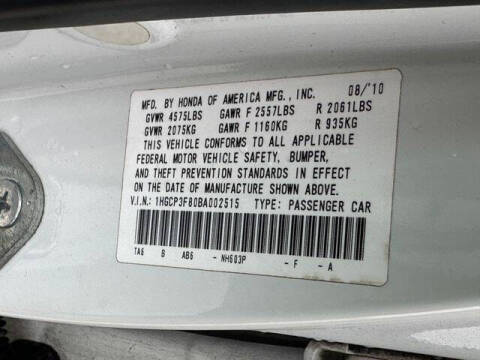 MFD. BY HONDA OF AMERICA MFG., INC. 08/'10
GVWR 4575LBS GAWR F 2557LBS R 2061LBS
GVWR 2075KG GAWR F 1160KG R 935KG
THIS VEHICLE CONFORMS TO ALL APPLICABLE
FEDERAL MOTOR VEHICLE SAFETY, BUMPER,
AND THEFT PREVENTION STANDARDS IN EFFECT
ON THE DATE OF MANUFACTURE SHOWN ABOVE.
V.I.N.: 1HGCP3F80BA002515 TYPE: PASSENGER CAR
TA6 B AB6 - NH603P - F - A